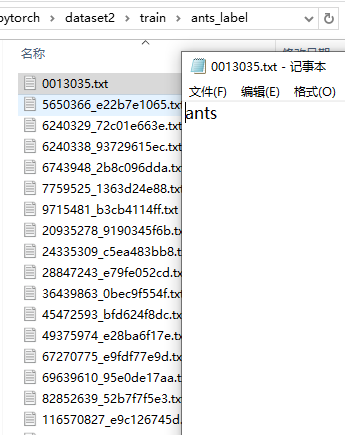 pytorch > dataset2 > train > ants_label
名称
0013035.txt
5650366_e22b7e1065.txt
6240329_72c01e663e.txt
6240338_93729615ec.txt
6743948_2b8c096dda.txt
7759525_1363d24e88.txt
9715481_b3cb4114ff.txt
20935278_9190345f6b.txt
24335309_c5ea483bb8.txt
28847243_e79fe052cd.txt
36439863_0bec9f554f.txt
45472593_bfd624f8dc.txt
49375974_e28ba6f17e.txt
67270775_e9fdf77e9d.txt
69639610_95e0de17aa.txt
82852639_52b7f7f5e3.txt
116570827_e9c126745d.
0013035.txt - 记事本
文件(F) 编辑(E) 格式(O)
ants